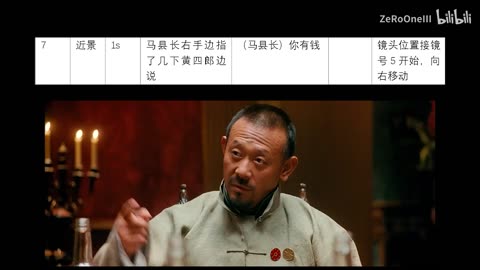 ZeRoOneIII bilibili
7 近景 1s 马县长右手边指 （马县长）你有钱 镜头位置接镜
了几下黄四郎边 号 5 开始，向
说 右移动